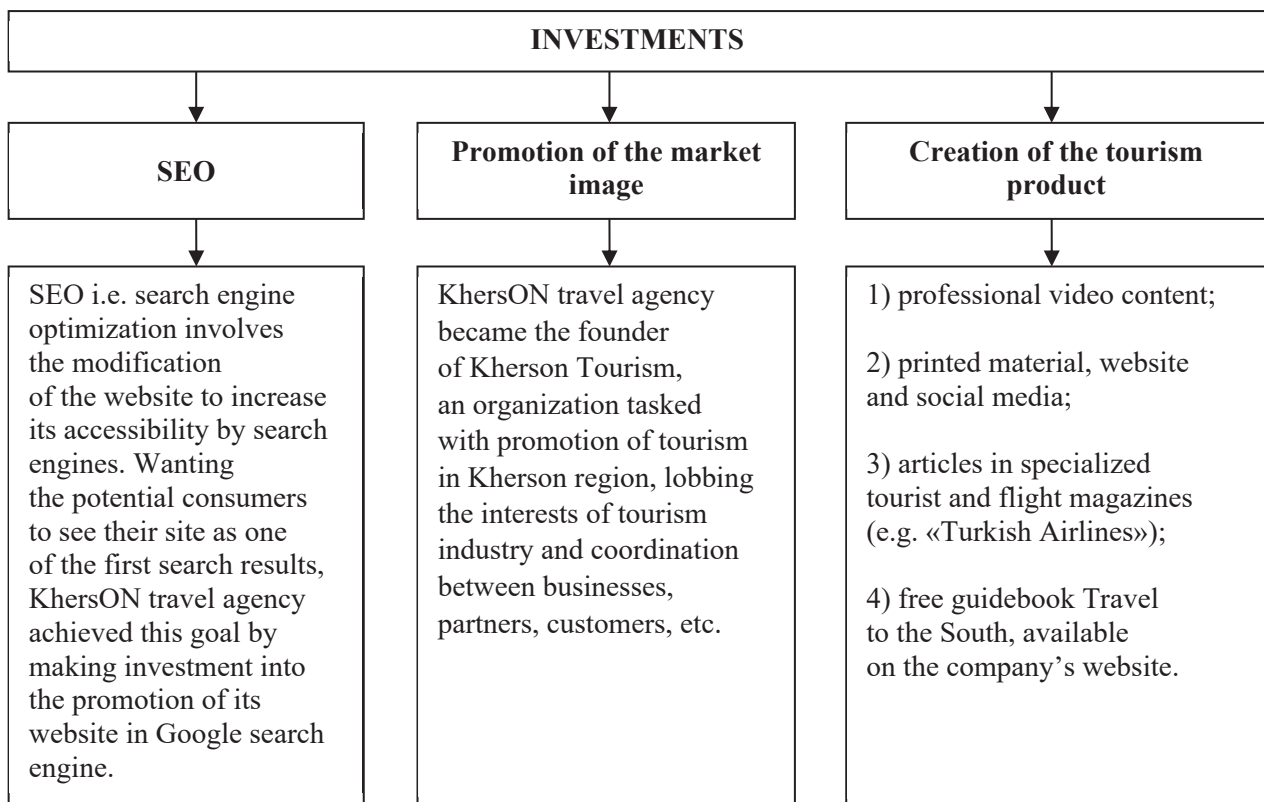 INVESTMENTS
SEO
Promotion of the market
image
Creation of the tourism
product
SEO i.e. search engine
optimization involves
the modification
of the website to increase
its accessibility by search
engines. Wanting
the potential consumers
to see their site as one
of the first search results,
KhersON travel agency
achieved this goal by
making investment into
the promotion of its
website in Google search
engine.
KhersON travel agency
became the founder
of Kherson Tourism,
an organization tasked
with promotion of tourism
in Kherson region, lobbing
the interests of tourism
industry and coordination
between businesses,
partners, customers, etc.
1) professional video content;
2) printed material, website
and social media;
3) articles in specialized
tourist and flight magazines
(e.g. «Turkish Airlines»);
4) free guidebook Travel
to the South, available
on the company’s website.